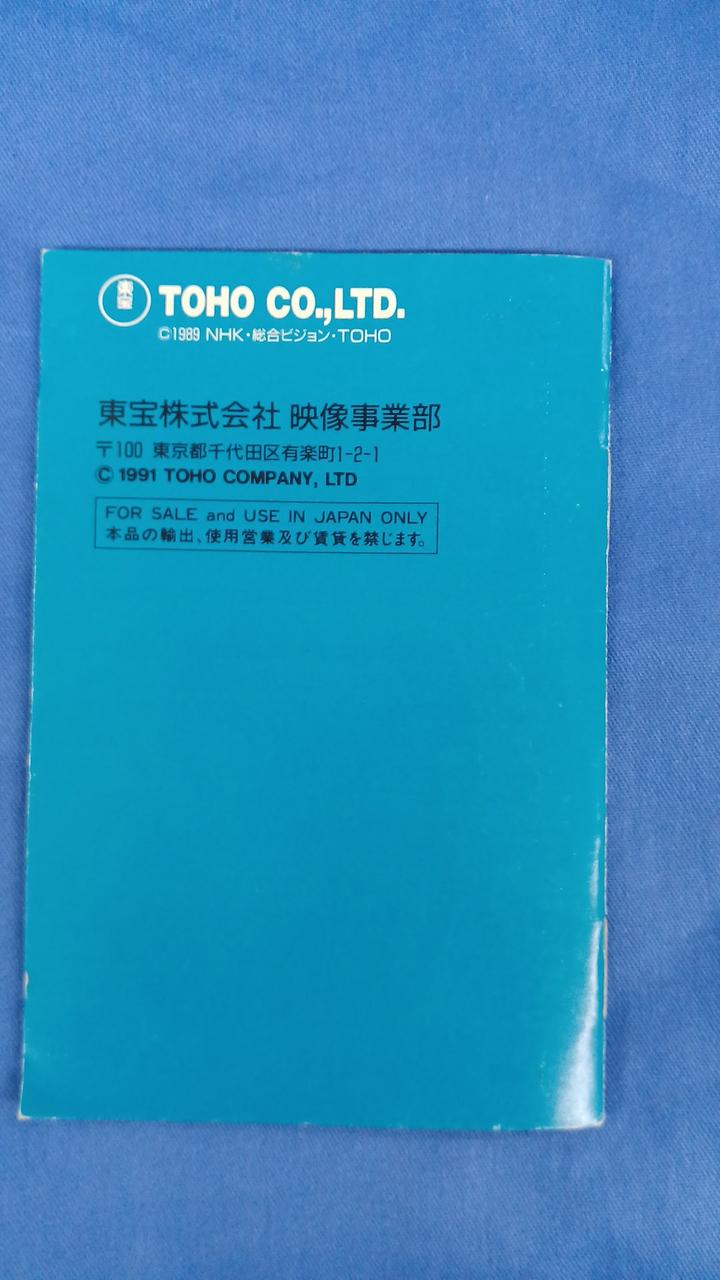 東宝
TOHO CO.,LTD.
©1989 NHK・総合ビジョン・TOHO
東宝株式会社 映像事業部
〒100 東京都千代田区有楽町1-2-1
© 1991 TOHO COMPANY, LTD
FOR SALE and USE IN JAPAN ONLY
本品の輸出、使用営業及び賃貸を禁じます。